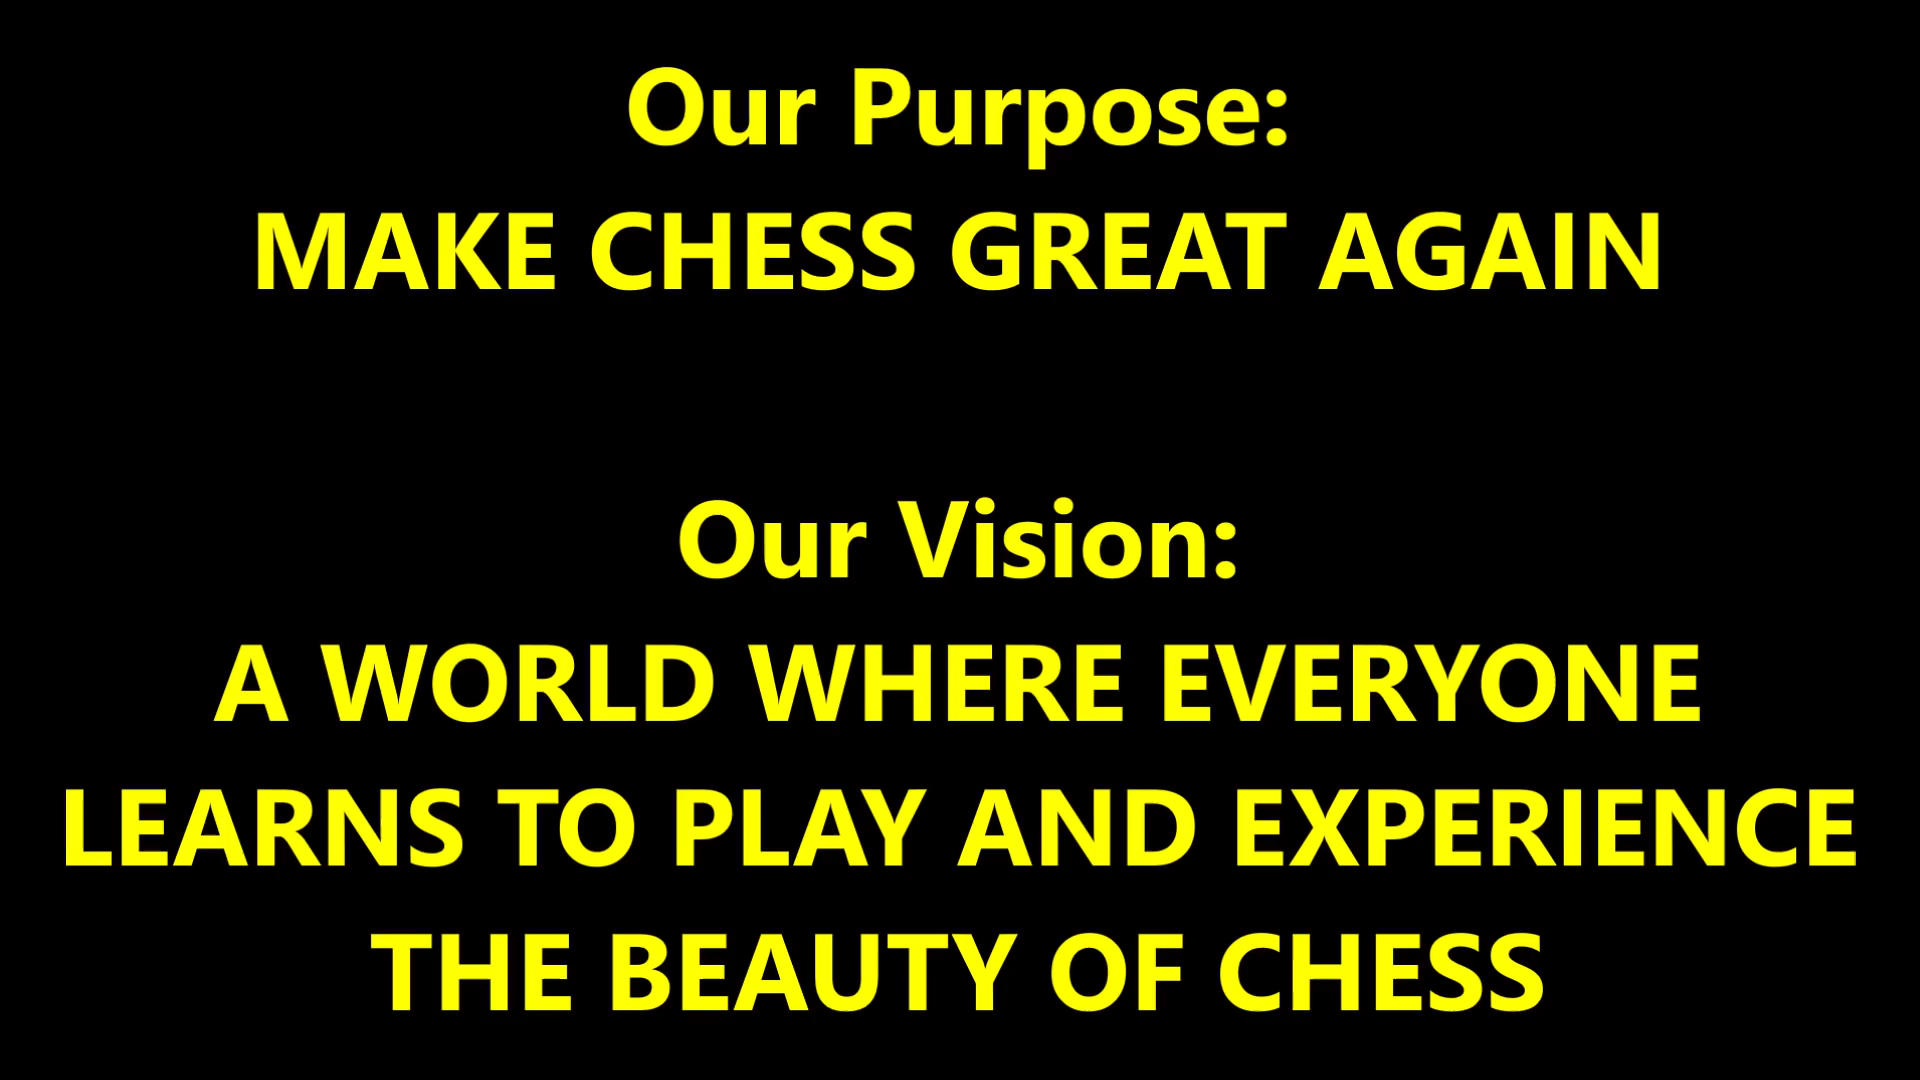 Our Purpose:
MAKE CHESS GREAT AGAIN
Our Vision:
A WORLD WHERE EVERYONE
LEARNS TO PLAY AND EXPERIENCE
THE BEAUTY OF CHESS